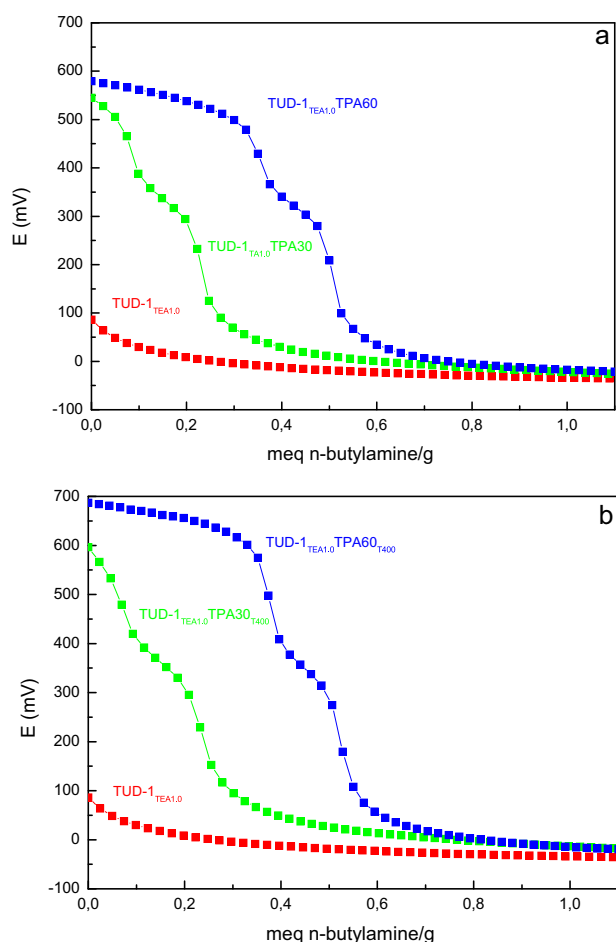 a
700
600
500
400
300
200
100
0
-100
E (mV)
TUD-1TEA1.0TPA60
TUD-1TA1,0TPA30
TUD-1TEA1.0
0,0 0,2 0,4 0,6 0,8 1,0
meq n-butylamine/g
b
700
600
500
400
300
200
100
0
-100
E (mV)
TUD-1TEA1.0TPA60T400
TUD-1TEA1.0TPA30T400
TUD-1TEA1.0
0,0 0,2 0,4 0,6 0,8 1,0
meq n-butylamine/g